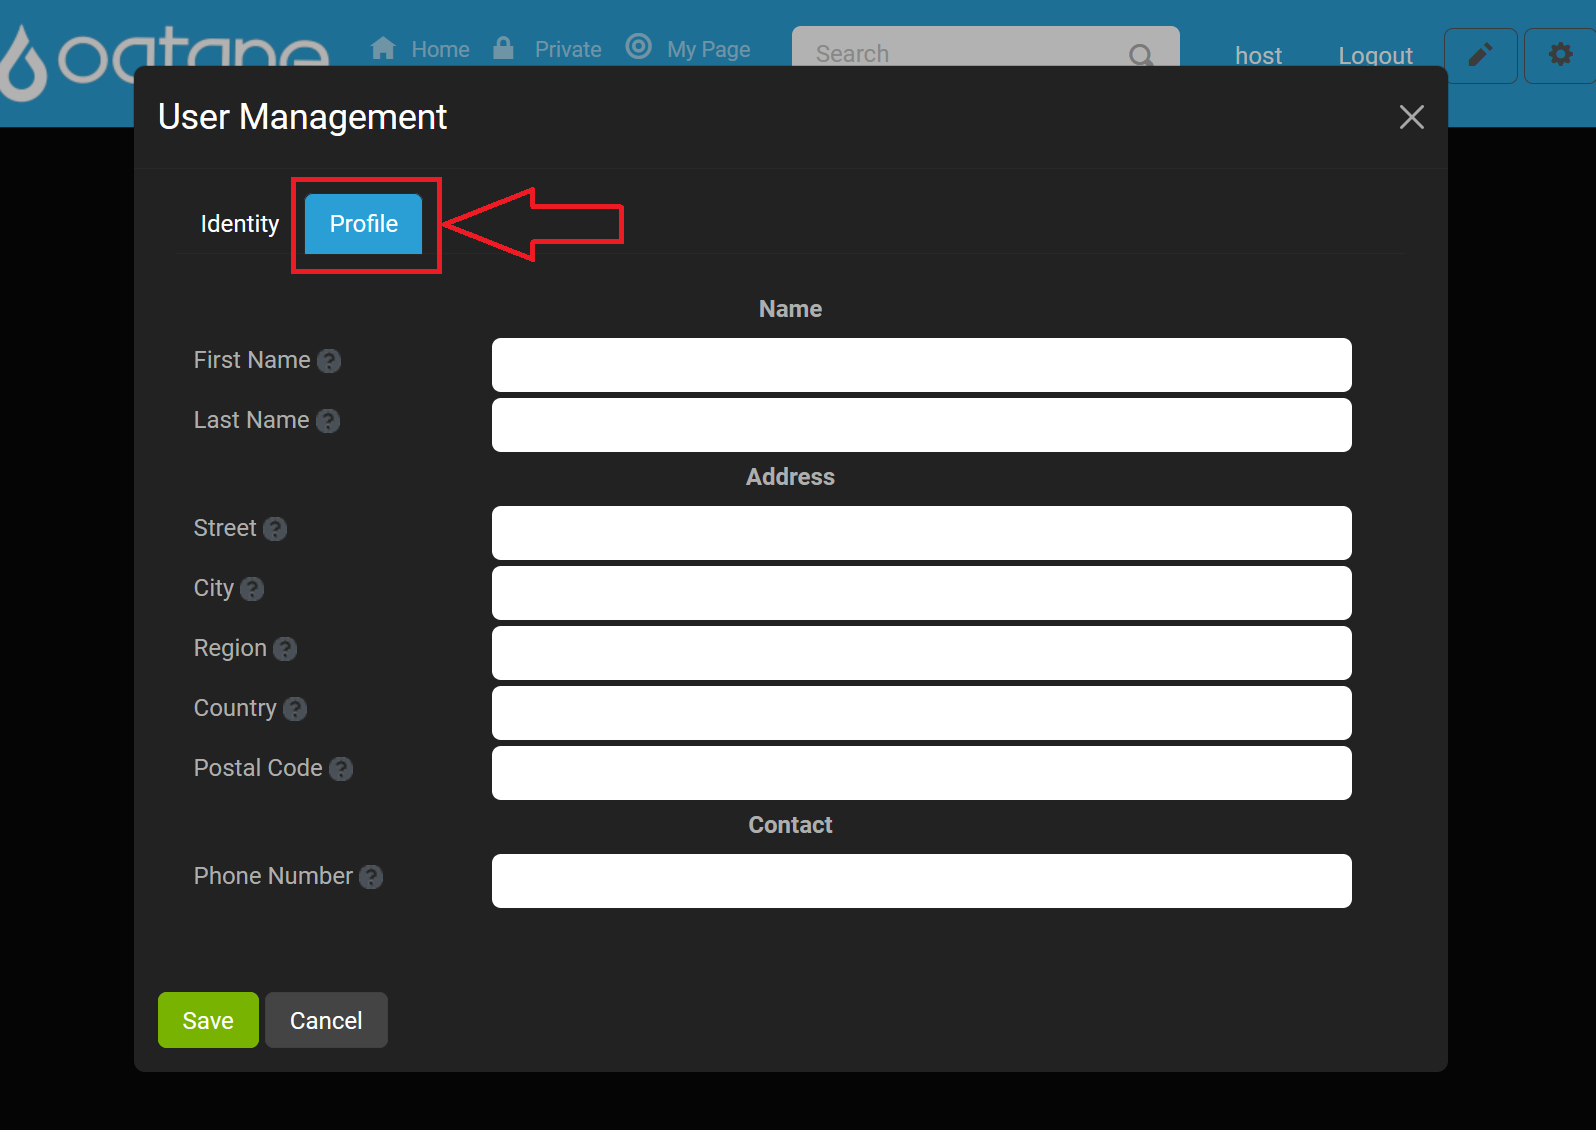 oqtane Home Private My Page Search host Logout
User Management
Identity Profile
Name
First Name ?
Last Name ?
Address
Street ?
City ?
Region ?
Country ?
Postal Code ?
Contact
Phone Number ?
Save Cancel